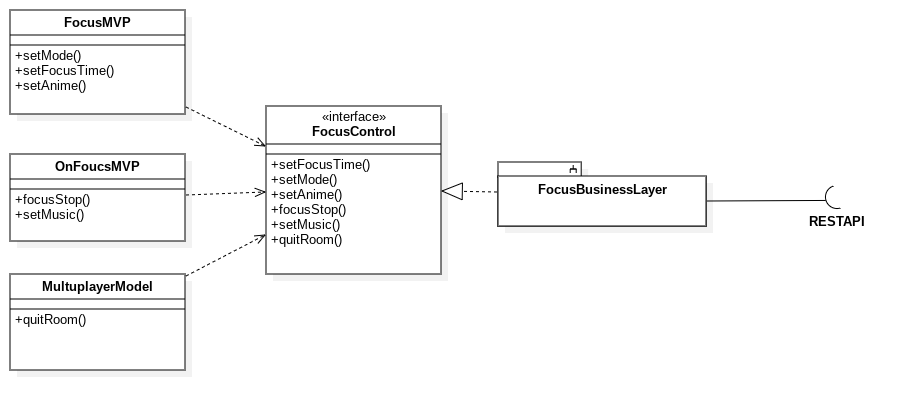 FocusMVP
+setMode()
+setFocusTime()
+setAnime()
OnFoucsMVP
+focusStop()
+setMusic()
MultuplayerModel
+quitRoom()
«interface»
FocusControl
+setFocusTime()
+setMode()
+setAnime()
+focusStop()
+setMusic()
+quitRoom()
FocusBusinessLayer
RESTAPI